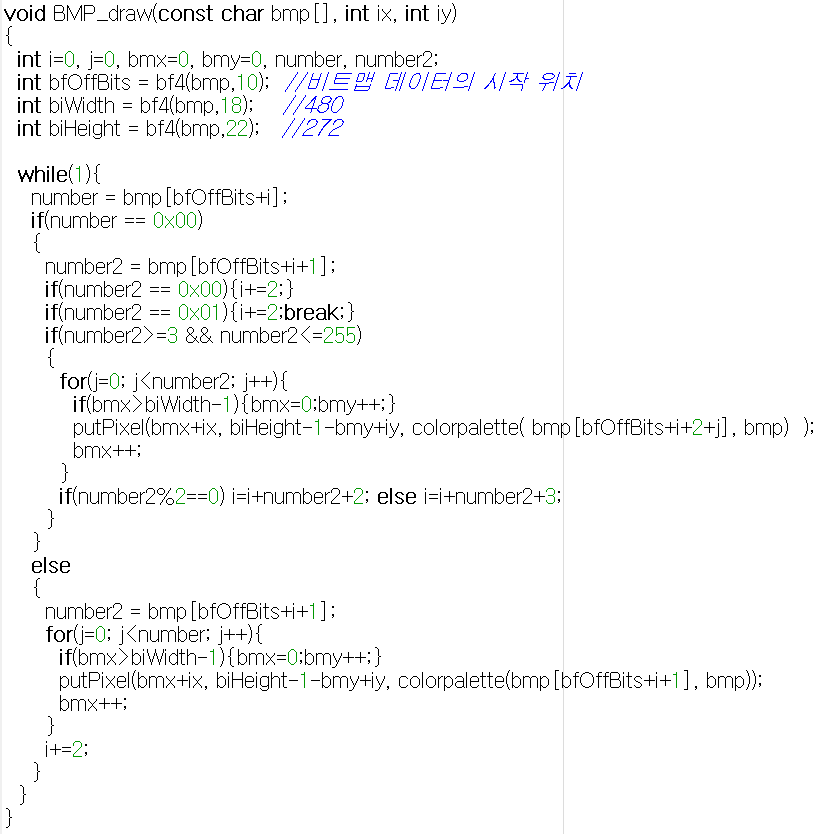 void BMP_draw(const char bmp[], int ix, int iy)
{
int i=0, j=0, bmx=0, bmy=0, number, number2;
int bfOffBits = bf4(bmp,10);  //비트맵 데이터의 시작 위치
int biWidth = bf4(bmp,18);    //480
int biHeight = bf4(bmp,22);   //272
while(1){
number = bmp[bfOffBits+i];
if(number == 0x00)
{
number2 = bmp[bfOffBits+i+1];
if(number2 == 0x00){i+=2;}
if(number2 == 0x01){i+=2;break;}
if(number2>=3 && number2<=255)
{
for(j=0; j<number2; j++){
if(bmx>biWidth-1){bmx=0;bmy++;}
putPixel(bmx+ix, biHeight-1-bmy+iy, colorpalette( bmp[bfOffBits+i+2+j], bmp)  );
bmx++;
}
if(number2%2==0) i=i+number2+2; else i=i+number2+3;
}
}
else
{
number2 = bmp[bfOffBits+i+1];
for(j=0; j<number; j++){
if(bmx>biWidth-1){bmx=0;bmy++;}
putPixel(bmx+ix, biHeight-1-bmy+iy, colorpalette(bmp[bfOffBits+i+1], bmp));
bmx++;
}
i+=2;
}
}
}